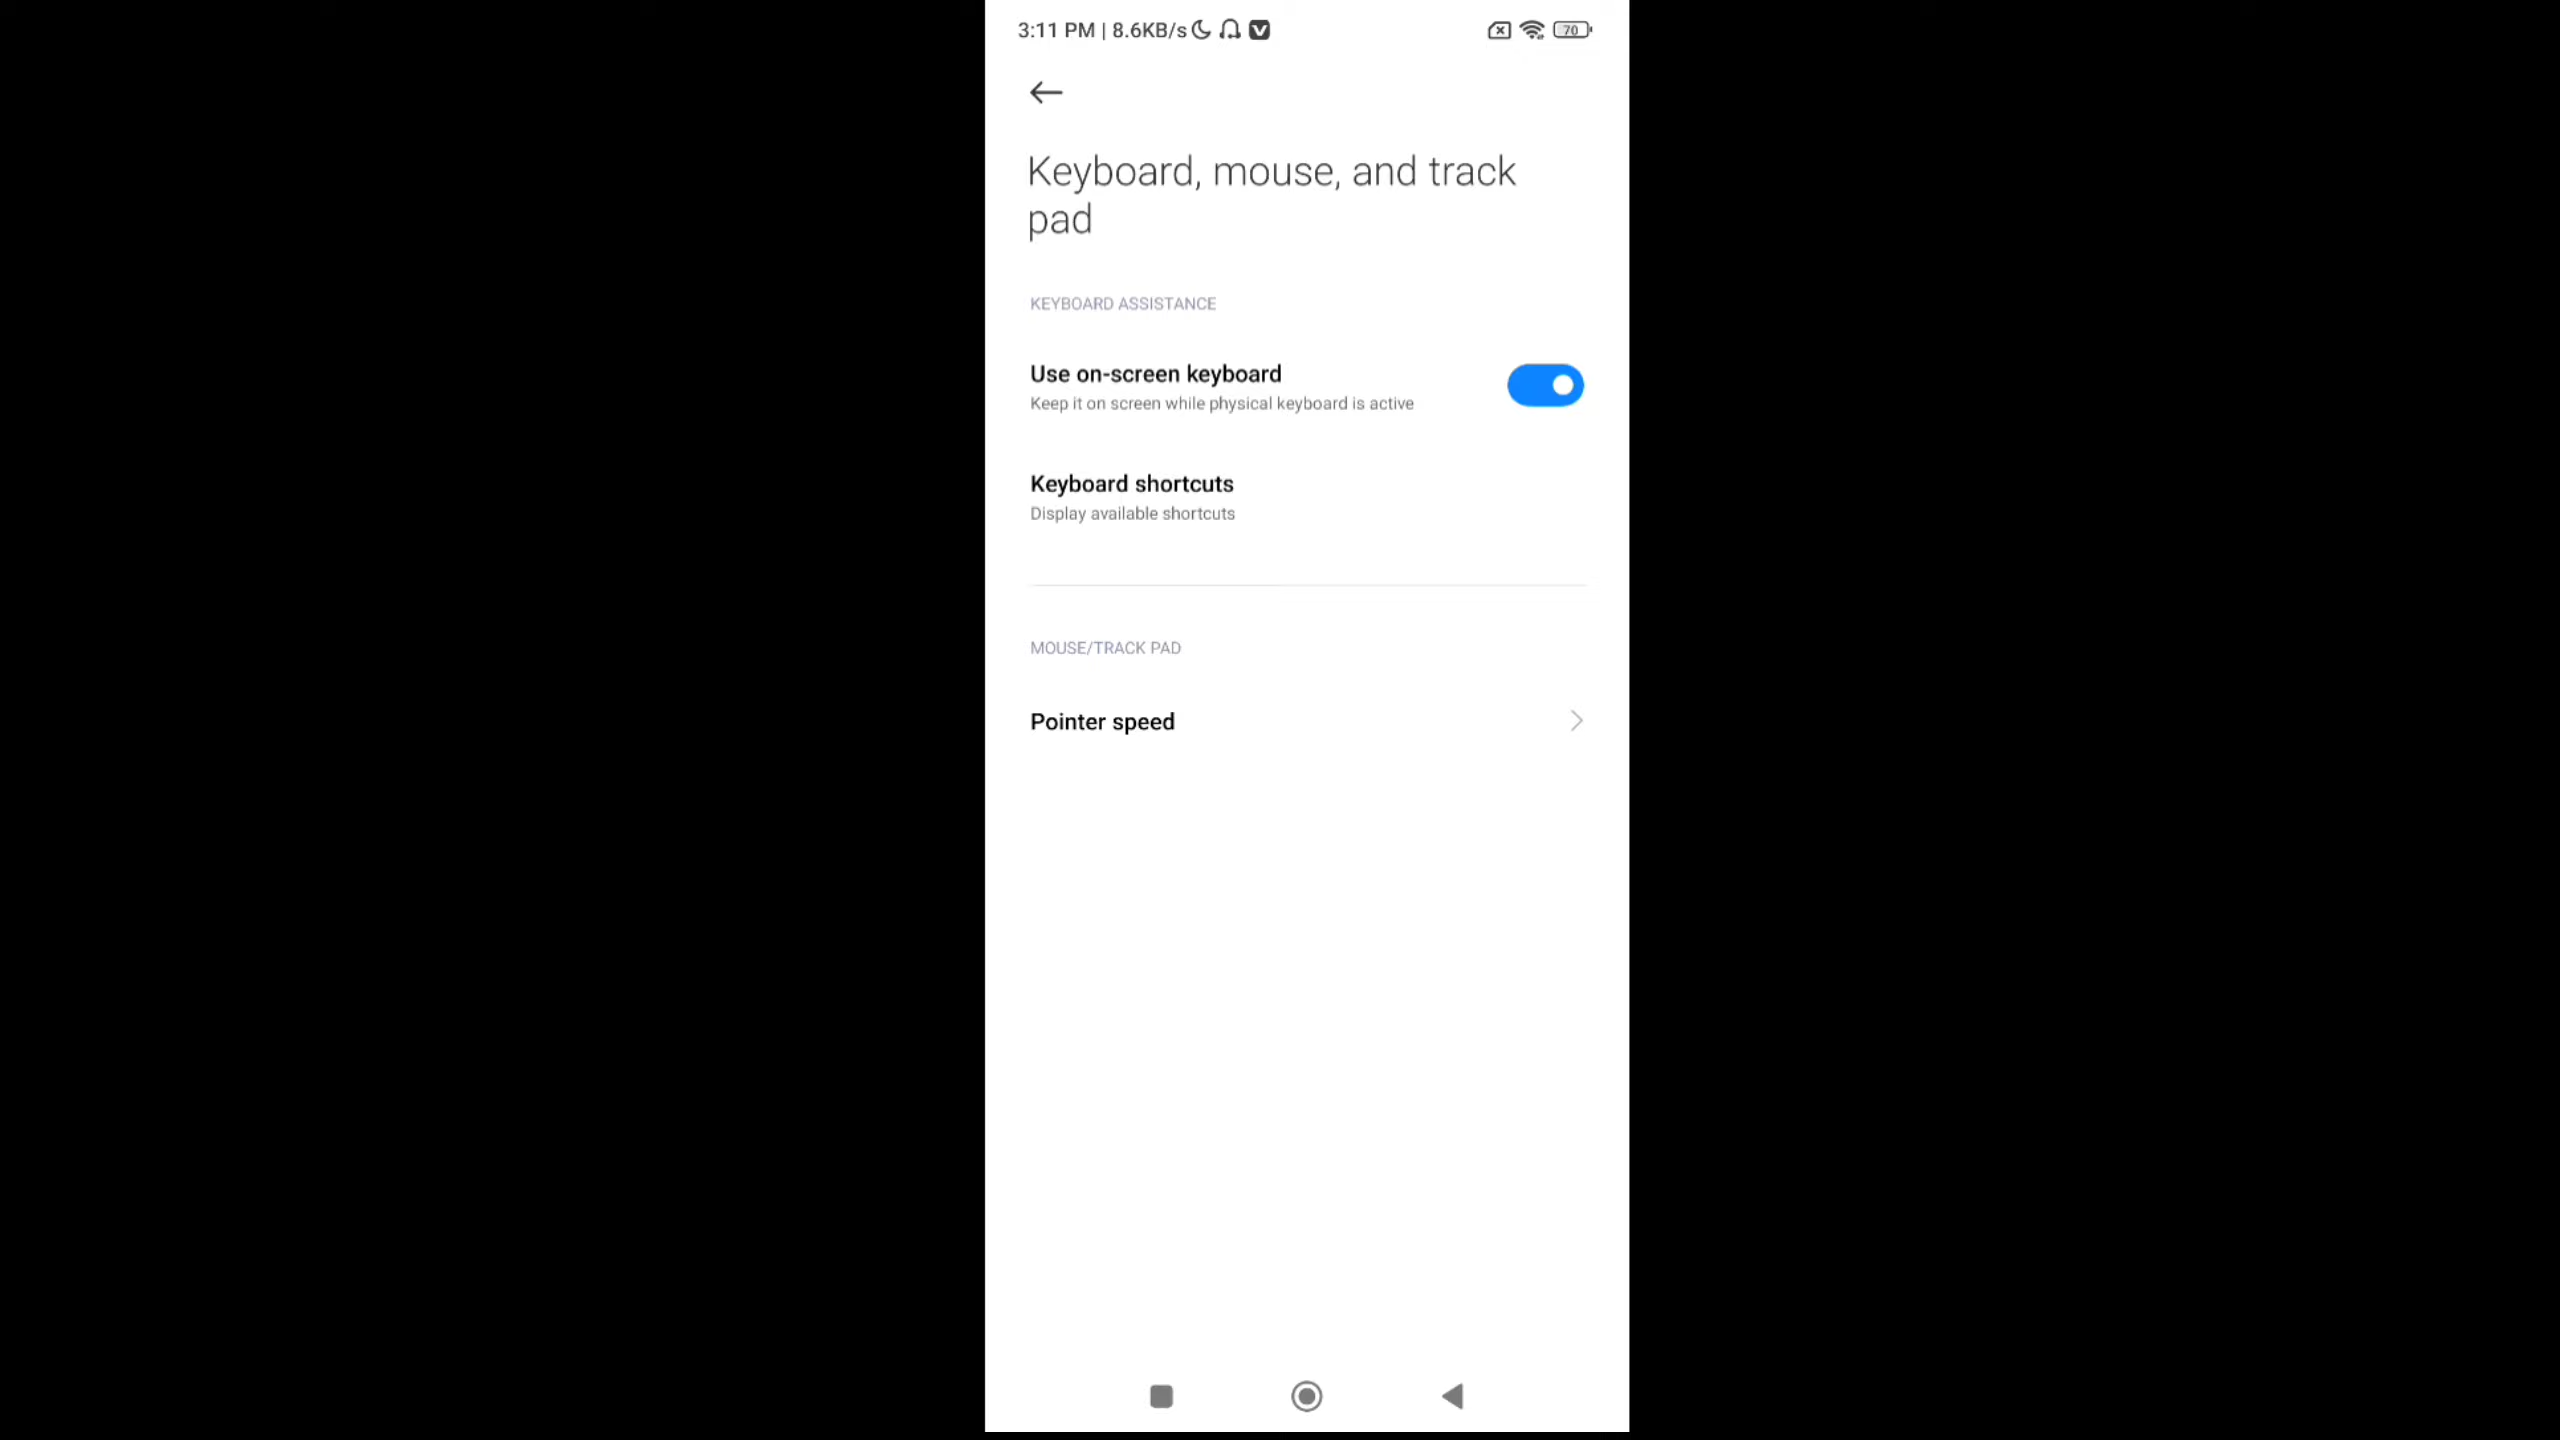 3:11 PM | 8.6KB/s
70
Keyboard, mouse, and track
pad
KEYBOARD ASSISTANCE
Use on-screen keyboard
Keep it on screen while physical keyboard is active
Keyboard shortcuts
Display available shortcuts
MOUSE/TRACK PAD
Pointer speed